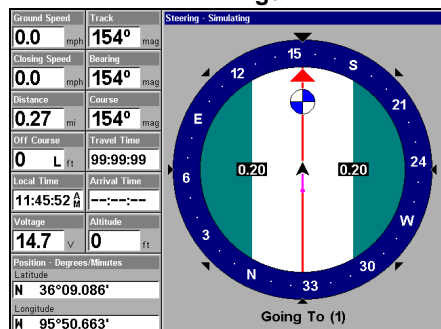 Ground Speed Track
0.0 mph 154° mag
Closing Speed Bearing
0.0 mph 154° mag
Distance Course
0.27 mi 154° mag
Off Course Travel Time
0 L ft 99:99:99
Local Time Arrival Time
11:45:52 AM --:--:--
Voltage Altitude
14.7 V 0 ft
Position - Degrees/Minutes
Latitude
N 36°09.086'
Longitude
W 95°50.663'
Steering - Simulating
15
12 S
E 21
6 0.20 0.20 24
3 W
N 30
33
Going To (1)